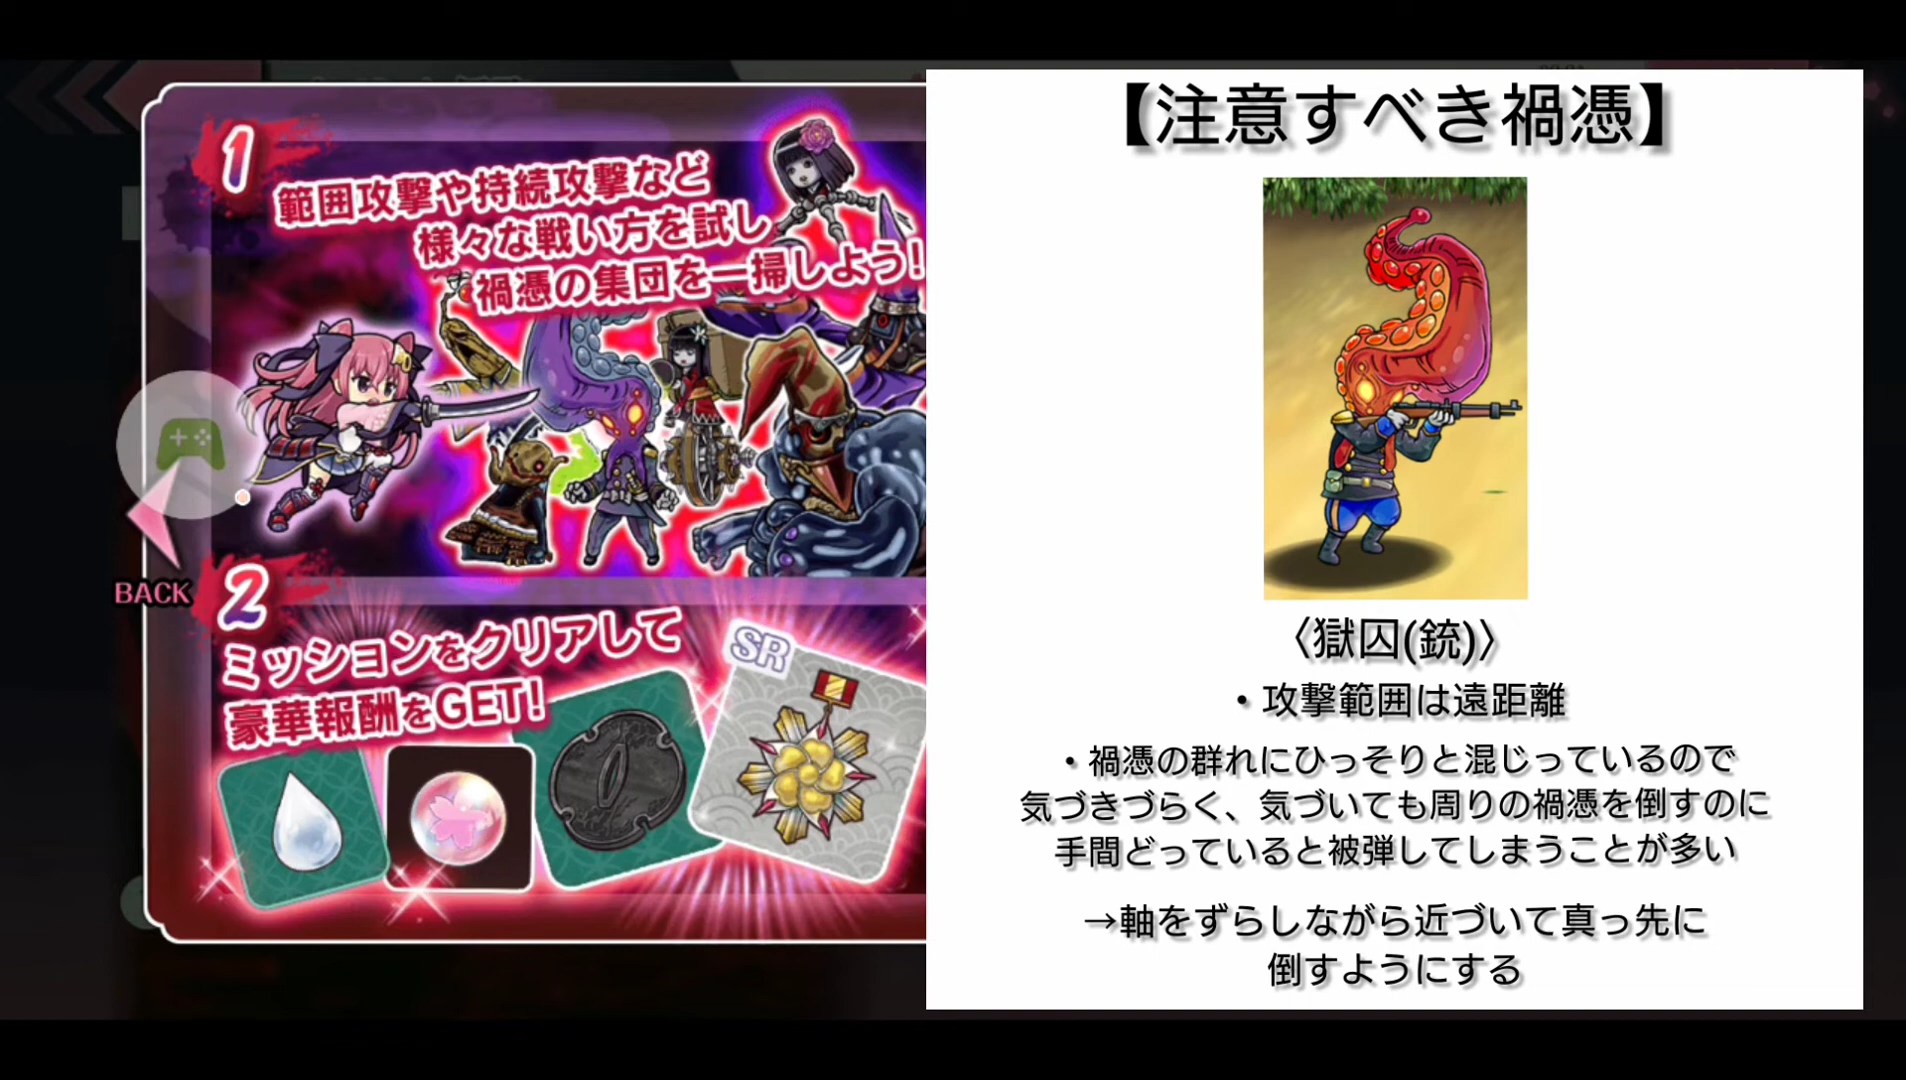 1
範囲攻撃や持続攻撃など
様々な戦い方を試し
禍憑の集団を一掃しよう!
BACK
2
ミッションをクリアして
豪華報酬をGET!
SR
【注意すべき禍憑】
〈獄囚(銃)〉
・攻撃範囲は遠距離
・禍憑の群れにひっそりと混じっているので
気づきづらく、気づいても周りの禍憑を倒すのに
手間どっていると被弾してしまうことが多い
→軸をずらしながら近づいて真っ先に
倒すようにする